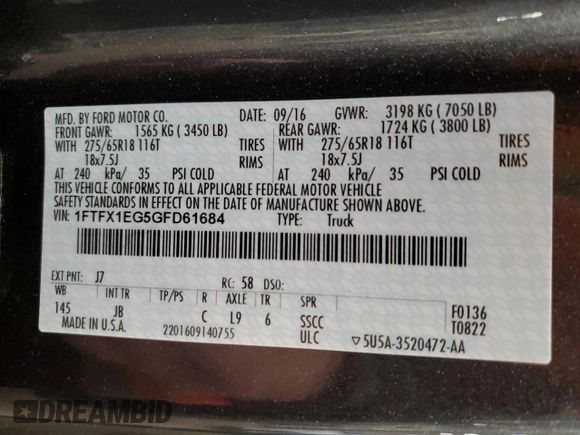 MFD. BY FORD MOTOR CO. DATE: 09/16 GVWR: 3198 KG ( 7050 LB)
FRONT GAWR: 1565 KG ( 3450 LB) REAR GAWR: 1724 KG ( 3800 LB)
WITH 275/65R18 116T TIRES WITH 275/65R18 116T TIRES
18x7.5J RIMS 18x7.5J RIMS
AT 240 kPa/ 35 PSI COLD AT 240 kPa/ 35 PSI COLD
THIS VEHICLE CONFORMS TO ALL APPLICABLE FEDERAL MOTOR VEHICLE
SAFETY STANDARDS IN EFFECT ON THE DATE OF MANUFACTURE SHOWN ABOVE.
VIN: 1FTFX1EG5GFD61684 TYPE: Truck
EXT PNT: J7 RC: 58 DSO:
WB INT TR TP/PS R AXLE TR SPR
145 JB C L9 6 SSCC F0136
MADE IN U.S.A. 2201609140755 ULC T0822
▽5U5A-3520472-AA
DREAMBID